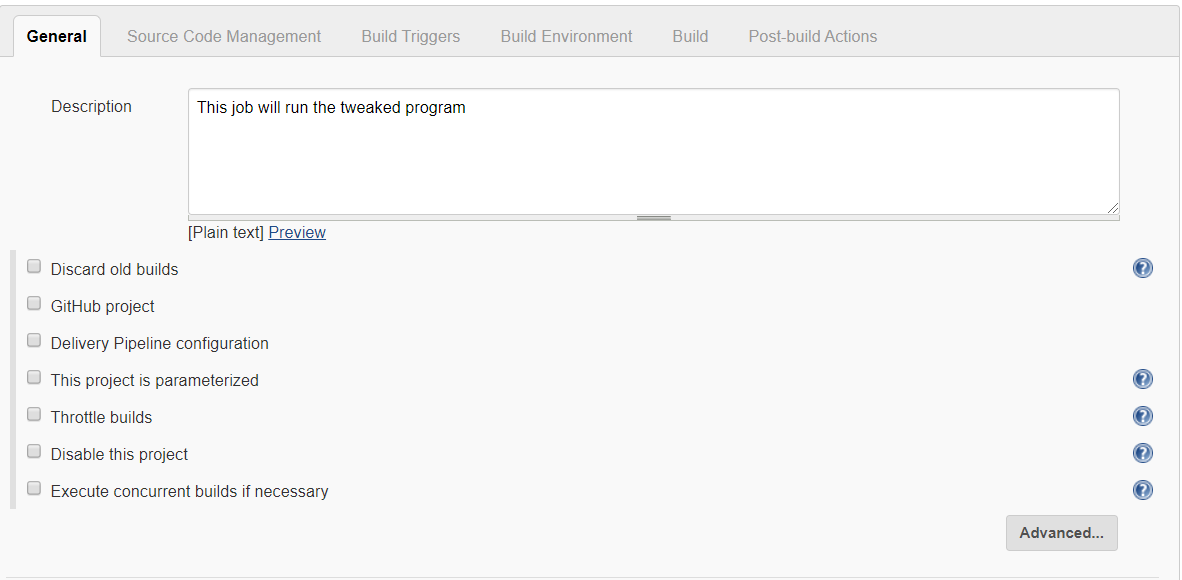 General Source Code Management Build Triggers Build Environment Build Post-build Actions
Description This job will run the tweaked program
[Plain text] Preview
Discard old builds ?
GitHub project
Delivery Pipeline configuration
This project is parameterized ?
Throttle builds ?
Disable this project ?
Execute concurrent builds if necessary ?
Advanced...